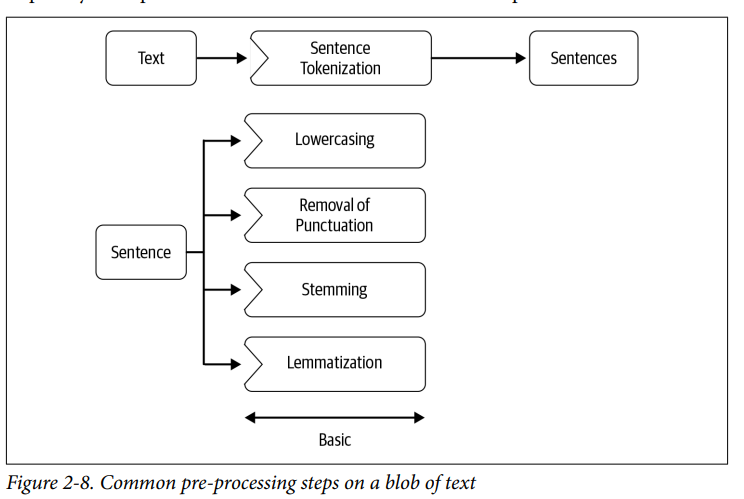 Text
Sentence
Tokenization
Sentences
Lowercasing
Removal of
Punctuation
Sentence
Stemming
Lemmatization
Basic
Figure 2-8. Common pre-processing steps on a blob of text